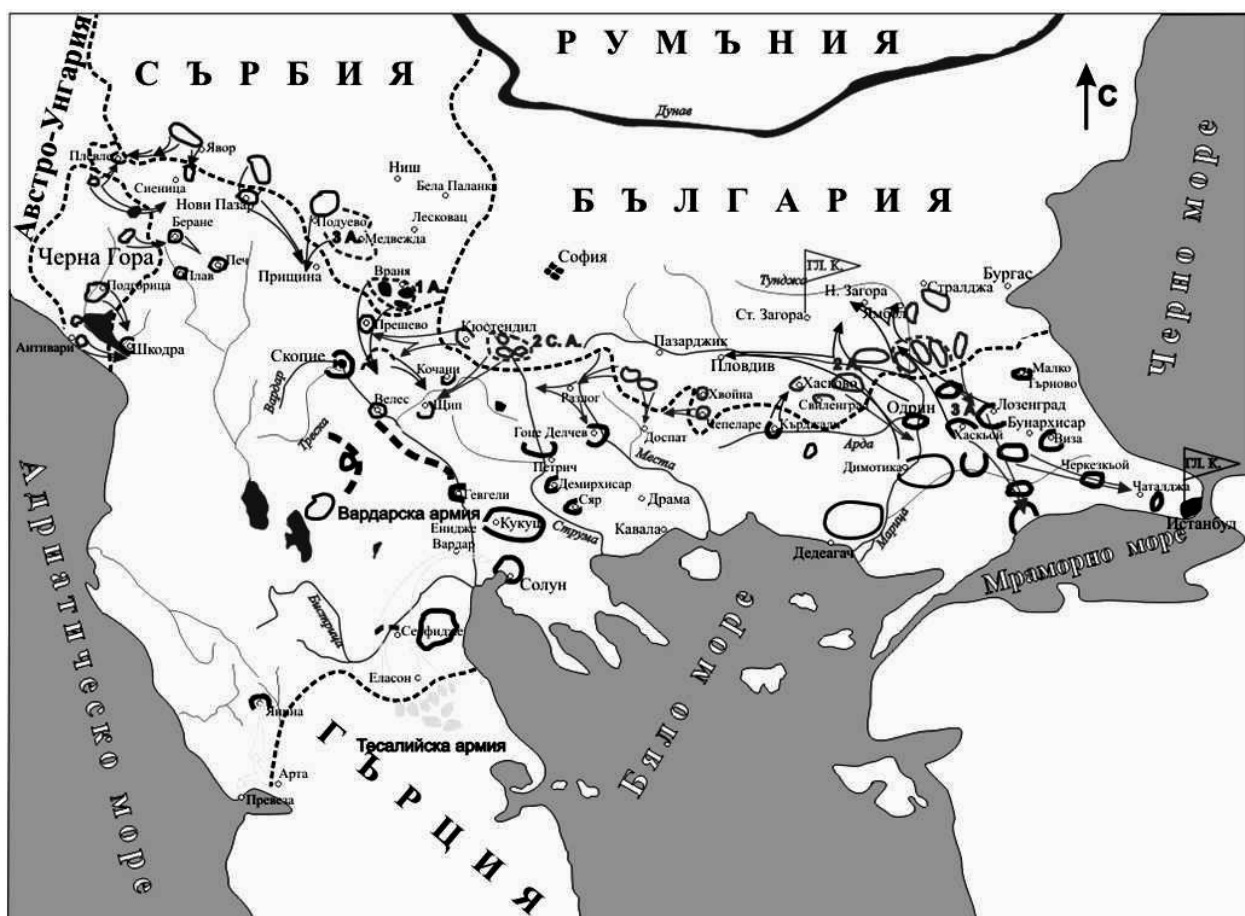 РУМЪНИЯ
СЪРБИЯ
Австро-Унгария
С
Дунав
Черно море
Плевле
Явор
Сиеница
Ниш
Бела Паланка
БЪЛГАРИЯ
Нови Пазар
Беране
Подуево
Лесковац
3 А.
Медвежда
Черна Гора
Печ
Плав
Прищина
София
Враня
1 А.
Подгорица
ГЛ. К.
Тунджа
Н. Загора
Стралджа
Бургас
Ст. Загора
Ямбол
Прешево
Кюстендил
2 С. А.
Антивари
Шкодра
Пазарджик
Пловдив
2 А.
Скопие
Кочани
Вардар
Малко
Търново
Хвойна
Хасково
Разлог
Велес
Щип
Свиленград
Одрин
3 А.
Лозенград
Чепеларе
Кърджали
Бунархисар
Треска
Гоце Делчев
Доспат
Хаскьой
Виза
Арда
Петрич
Места
Димотика
Черкезкьой
ГЛ. К.
Демирхисар
Чаталджа
Гевгели
Сяр
Драма
Истанбул
Вардарска армия
Кукуш
Енидже
Вардар
Струма
Кавала
Дедеагач
Марица
Мраморно море
Солун
Адриатическо море
Бистрица
Серфидже
Бяло море
Еласон
Янина
ГЪРЦИЯ
Тесалийска армия
Арта
Превеза